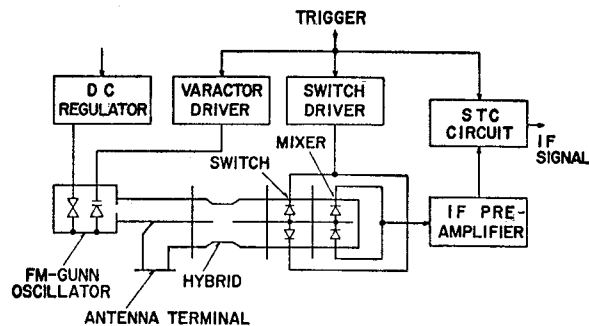 TRIGGER
D C
REGULATOR
VARACTOR
DRIVER
SWITCH
DRIVER
STC
CIRCUIT
IF
SIGNAL
MIXER
SWITCH
IF PRE-
AMPLIFIER
FM-GUNN
OSCILLATOR
HYBRID
ANTENNA TERMINAL